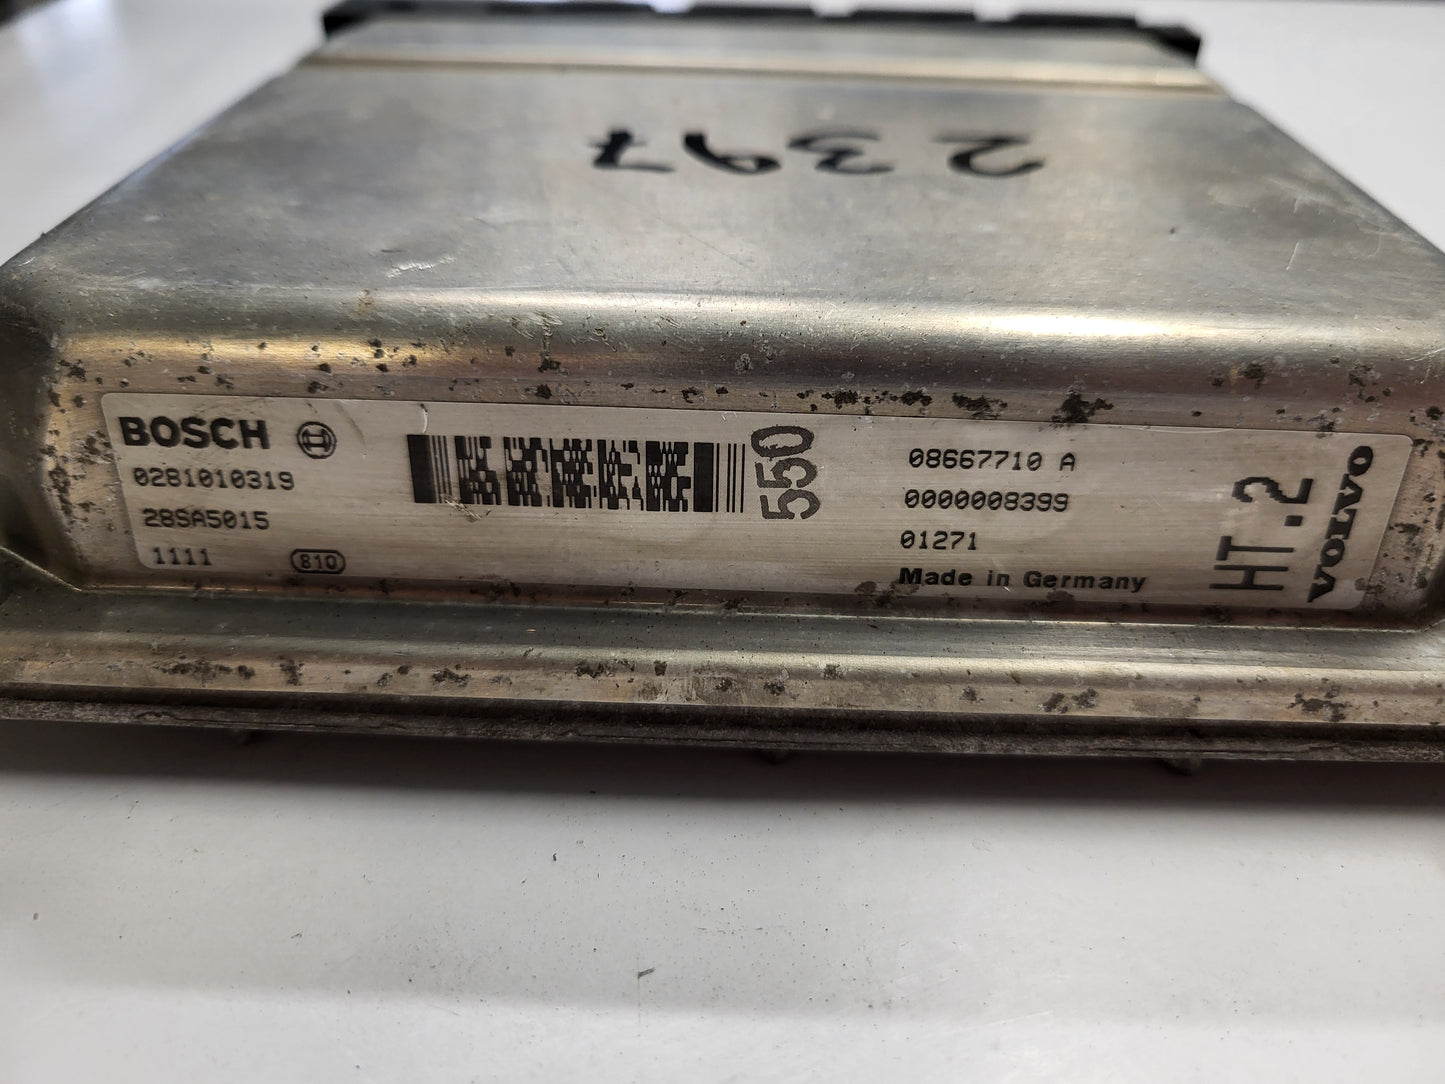 2397
BOSCH
0281010319
28SA5015
1111
810
550
08667710 A
0000008399
01271
Made in Germany
HT.2
VOLVO